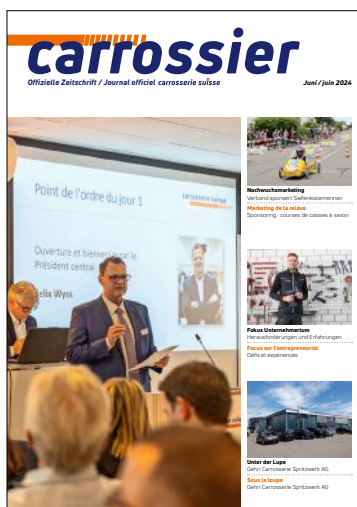 carrossier
Offizielle Zeitschrift / Journal officiel carrosserie suisse
Juni / juin 2024
Point de l'ordre du jour 1
carrosserie suisse
Ouverture et bienvenue par le
Président central
Felix Wyss
Nachwuchsmarketing
Verband sponsert Seifenkistenrennen
Marketing de la relève
Sponsoring : courses de caisses à savon
Fokus Unternehmertum
Herausforderungen und Erfahrungen
Focus sur l'entrepreneuriat
Défis et expériences
Unter der Lupe
Gehri Carrosserie Spritzwerk AG
Sous la loupe
Gehri Carrosserie Spritzwerk AG